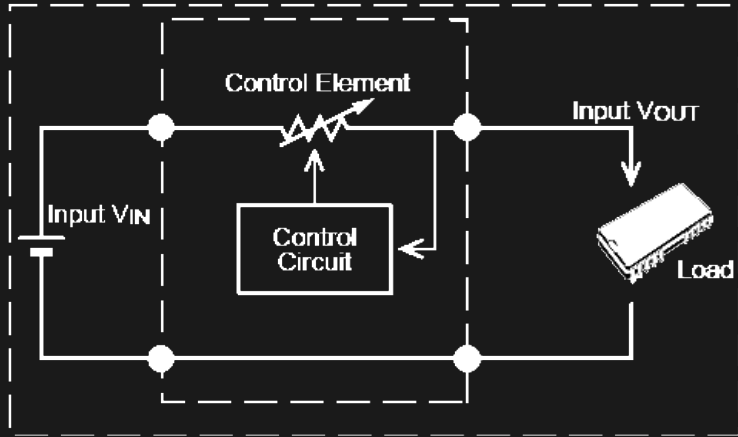 Control Element
Input VOUT
Input VIN
Control
Circuit
Load